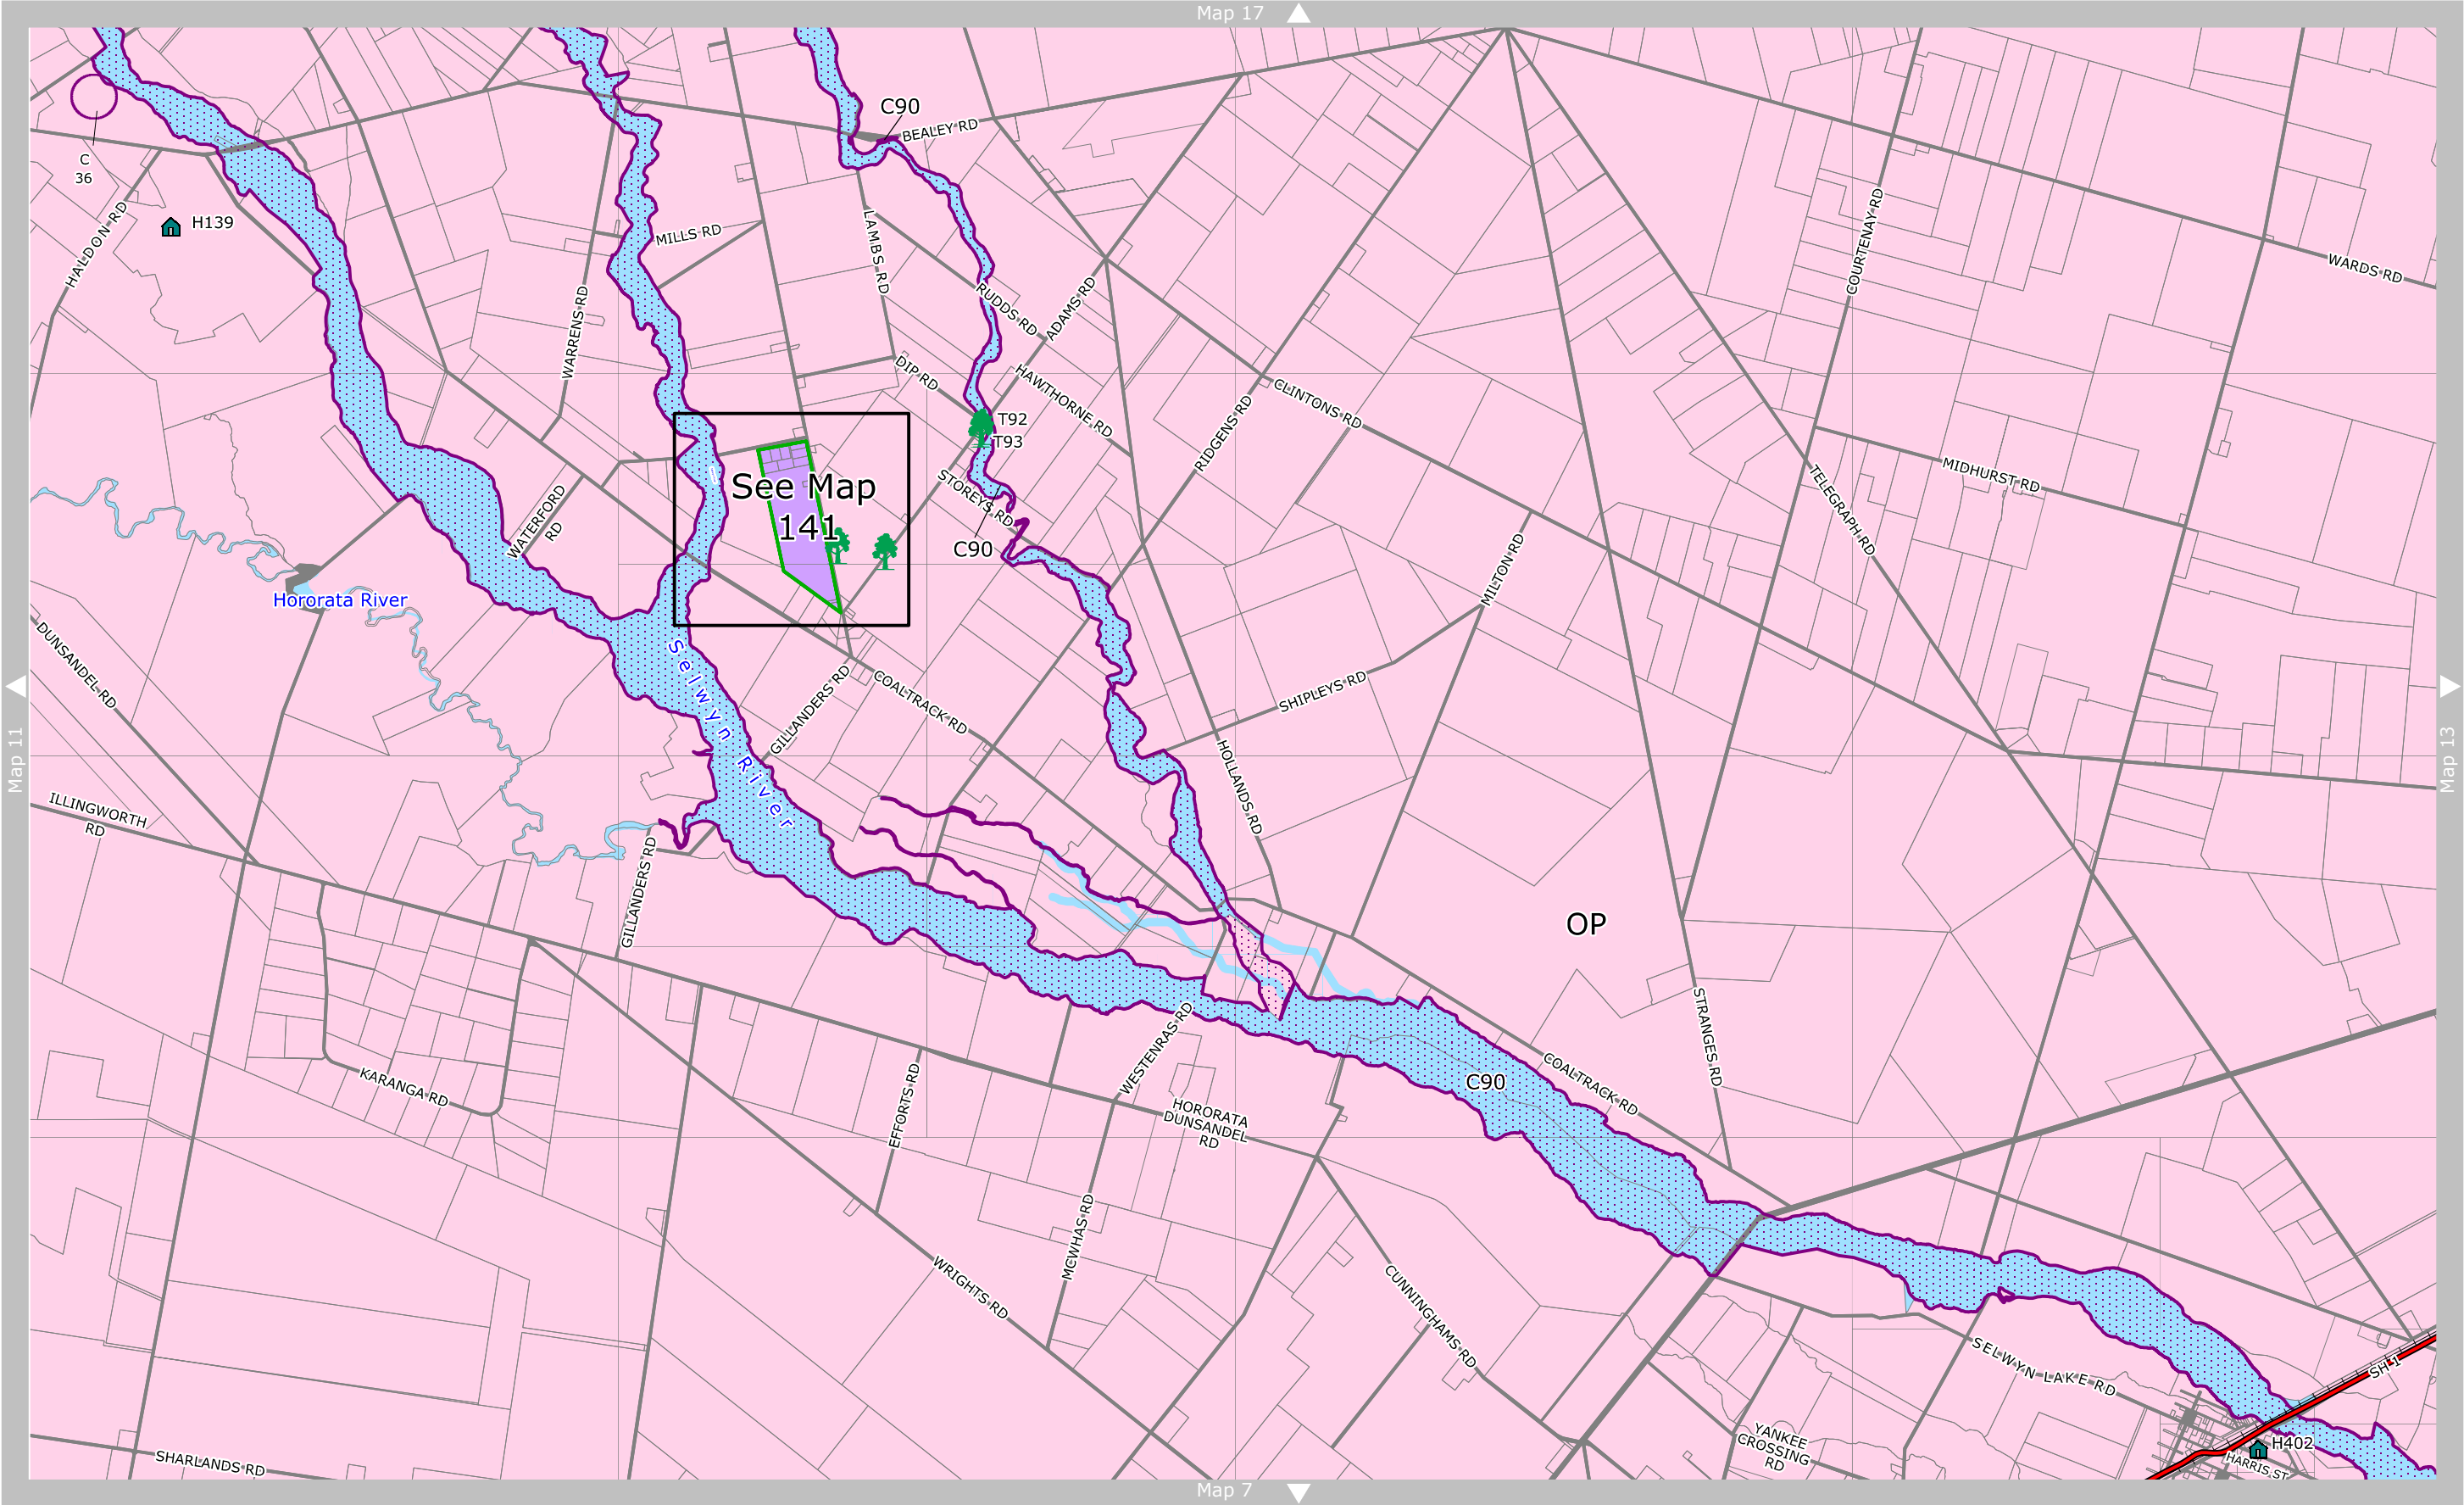 Map 17
C90
BEALEY RD
C
36
H139
HALDON RD
MILLS RD
LAMBS RD
COURTENAY RD
WARDS RD
WARRENS RD
RUDDS RD
ADAMS RD
DIP RD
HAWTHORNE RD
CLINTONS RD
RIDGENS RD
T92
T93
See Map
141
STOREYS RD
C90
MIDHURST RD
TELEGRAPH RD
WATERFORD
RD
Hororata River
MILTON RD
DUNSANDEL RD
Selwyn River
GILLANDERS RD
COALTRACK RD
SHIPLEYS RD
HOLLANDS RD
Map 11
Map 13
ILLINGWORTH
RD
GILLANDERS RD
OP
STRANGES RD
WESTENRAS RD
C90
COALTRACK RD
KARANGA RD
EFFORTS RD
HORORATA
DUNSANDEL
RD
MCWHAS RD
WRIGHTS RD
CUNNINGHAMS RD
SELWYN LAKE RD
SH 1
YANKEE
CROSSING
RD
H402
HARRIS ST
SHARLANDS RD
Map 7